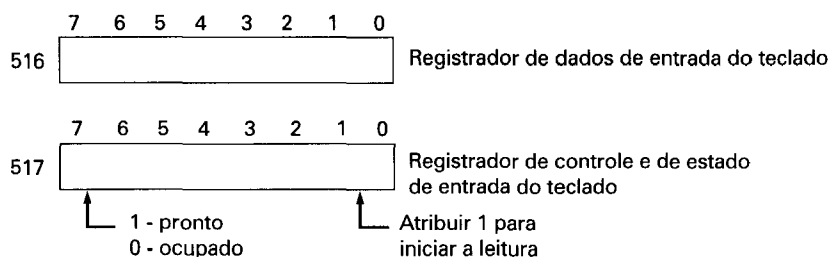 7 6 5 4 3 2 1 0
516 Registrador de dados de entrada do teclado
7 6 5 4 3 2 1 0
517 Registrador de controle e de estado
de entrada do teclado
1 - pronto
0 - ocupado
Atribuir 1 para
iniciar a leitura